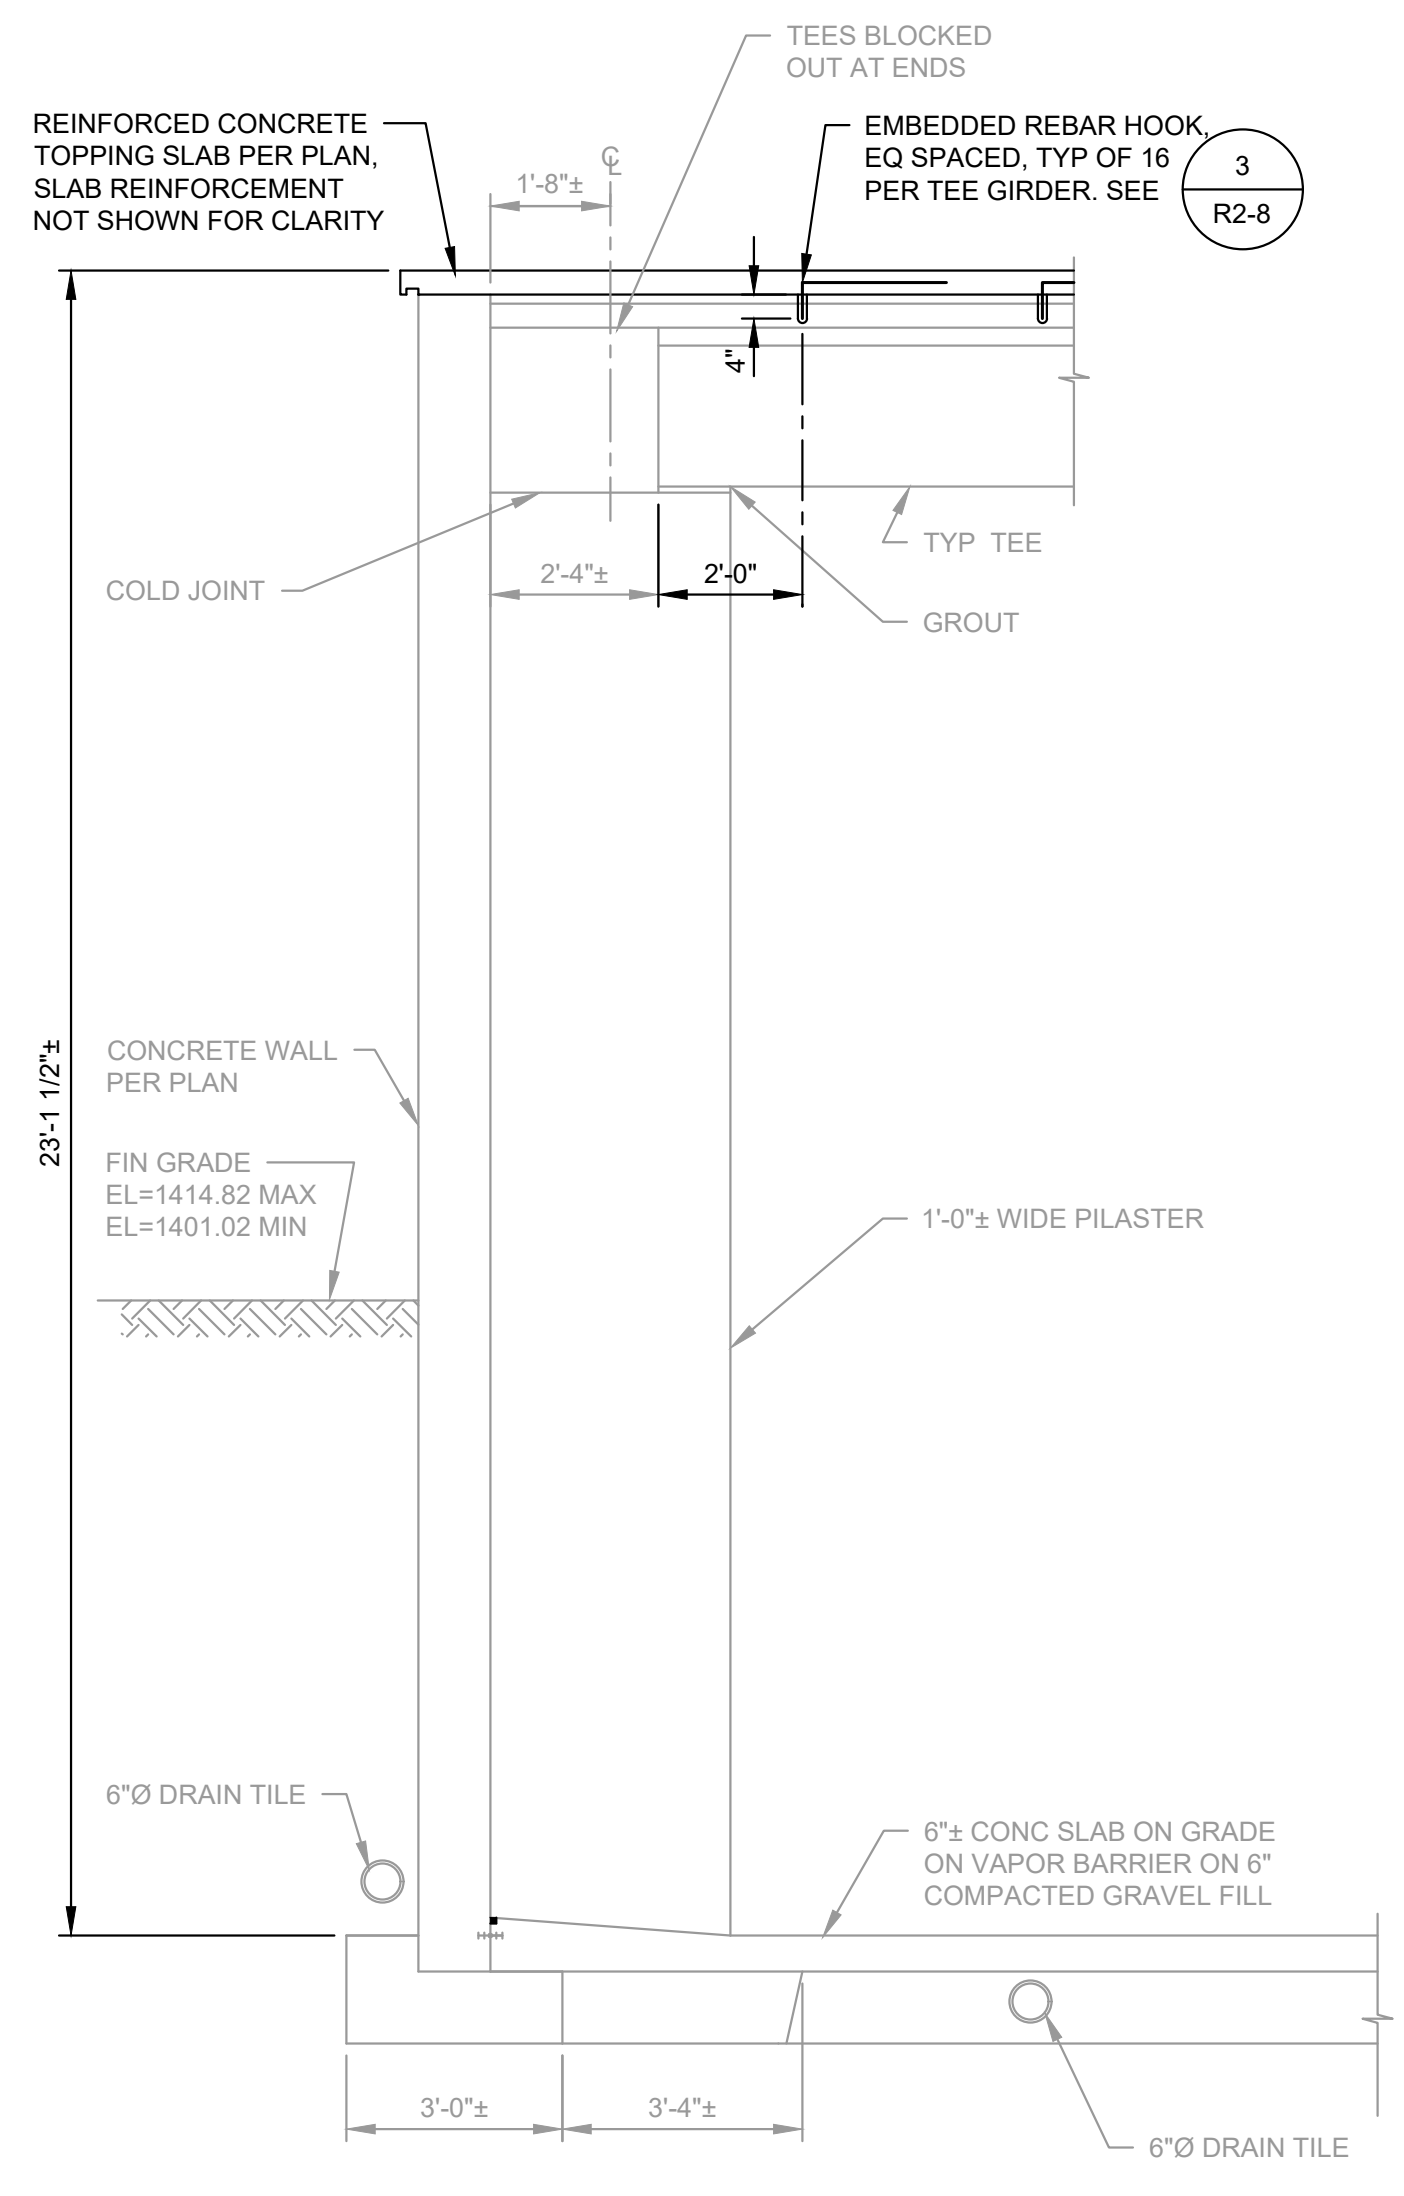 TEES BLOCKED
OUT AT ENDS
REINFORCED CONCRETE
TOPPING SLAB PER PLAN,
SLAB REINFORCEMENT
NOT SHOWN FOR CLARITY
EMBEDDED REBAR HOOK,
EQ SPACED, TYP OF 16
PER TEE GIRDER. SEE
3
R2-8
CL
1'-8"±
4"
TYP TEE
COLD JOINT
2'-4"±
2'-0"
GROUT
23'-1 1/2"±
CONCRETE WALL
PER PLAN
FIN GRADE
EL=1414.82 MAX
EL=1401.02 MIN
1'-0"± WIDE PILASTER
6"Ø DRAIN TILE
6"± CONC SLAB ON GRADE
ON VAPOR BARRIER ON 6"
COMPACTED GRAVEL FILL
3'-0"±
3'-4"±
6"Ø DRAIN TILE